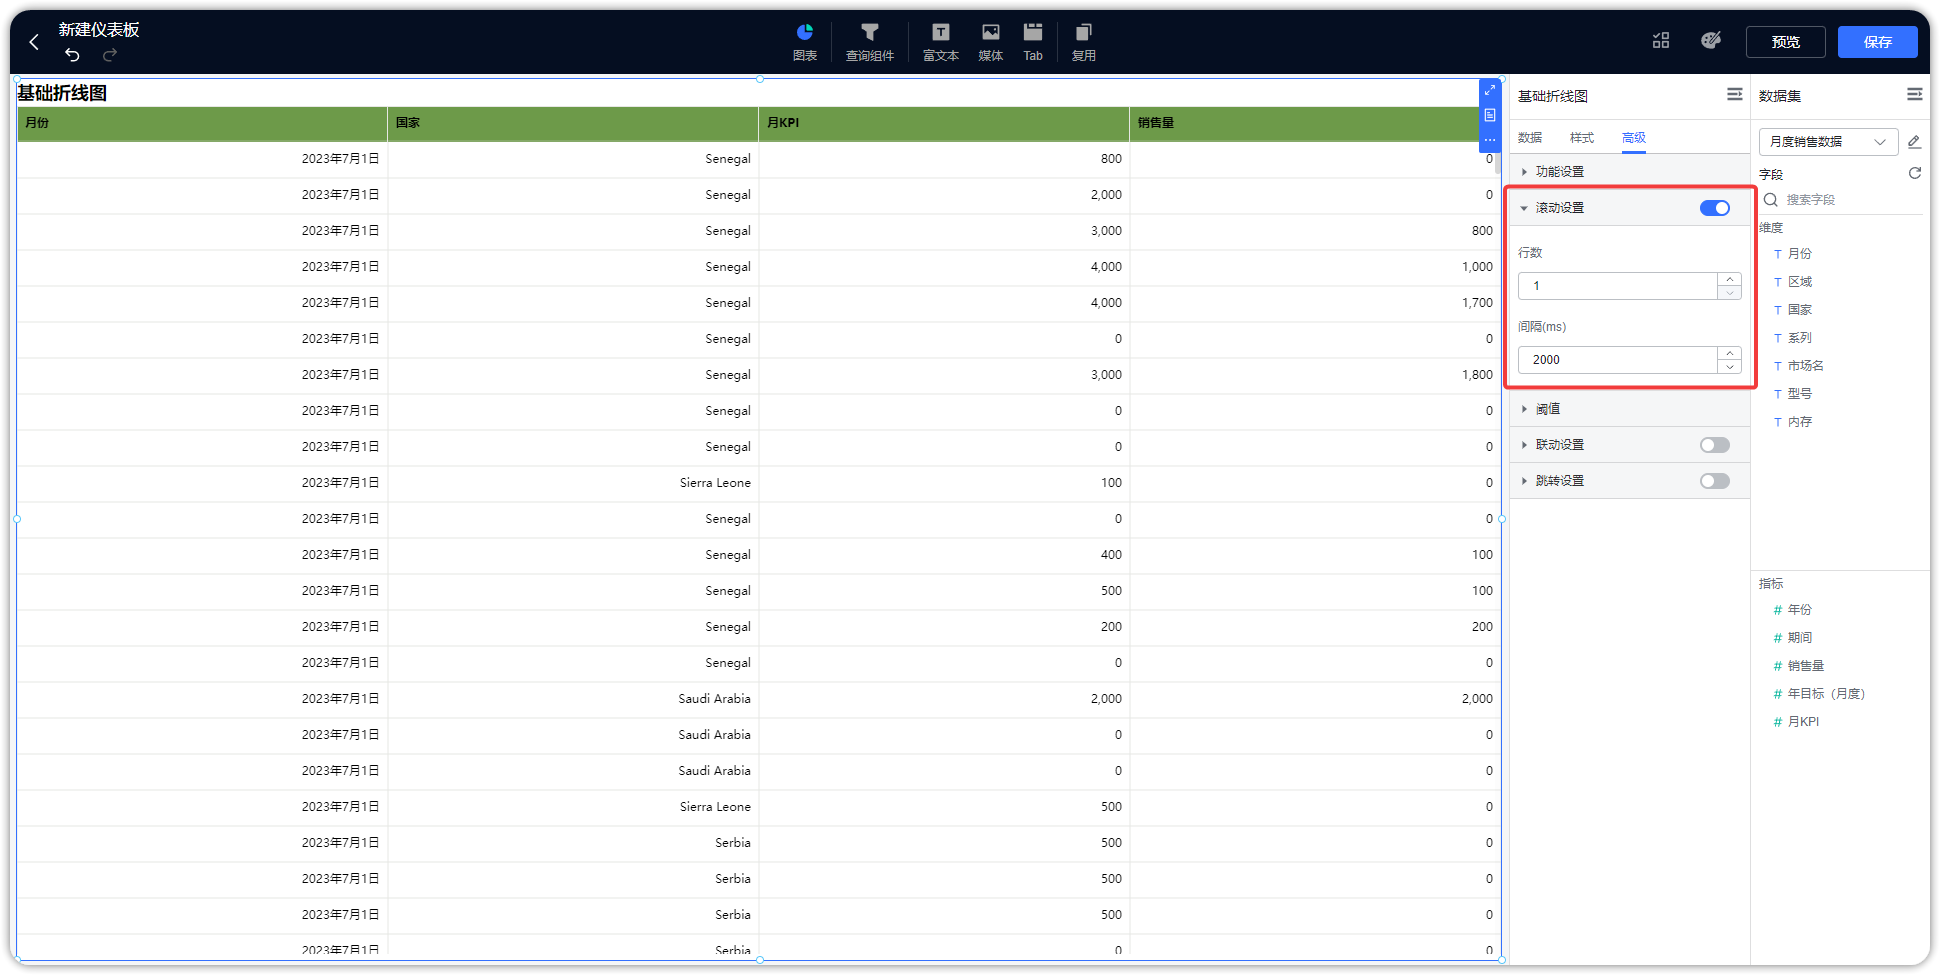 新建仪表板
图表
查询组件
富文本
媒体
Tab
复用
预览
保存
基础折线图
月份 国家 月KPI 销售量
2023年7月1日 Senegal 800 0
2023年7月1日 Senegal 2,000 0
2023年7月1日 Senegal 3,000 800
2023年7月1日 Senegal 4,000 1,000
2023年7月1日 Senegal 4,000 1,700
2023年7月1日 Senegal 0 0
2023年7月1日 Senegal 3,000 1,800
2023年7月1日 Senegal 0 0
2023年7月1日 Senegal 0 0
2023年7月1日 Sierra Leone 100 0
2023年7月1日 Senegal 0 0
2023年7月1日 Senegal 400 100
2023年7月1日 Senegal 500 100
2023年7月1日 Senegal 200 200
2023年7月1日 Senegal 0 0
2023年7月1日 Saudi Arabia 2,000 2,000
2023年7月1日 Saudi Arabia 0 0
2023年7月1日 Saudi Arabia 0 0
2023年7月1日 Sierra Leone 500 0
2023年7月1日 Serbia 500 0
2023年7月1日 Serbia 500 0
2023年7月1日 Serbia 500 0
2023年7月1日 Serbia 0 0
基础折线图
数据 样式 高级
功能设置
滚动设置
行数
1
间隔(ms)
2000
阈值
联动设置
跳转设置
数据集
月度销售数据
字段
搜索字段
维度
T 月份
T 区域
T 国家
T 系列
T 市场名
T 型号
T 内存
指标
# 年份
# 期间
# 销售量
# 年目标（月度）
# 月KPI